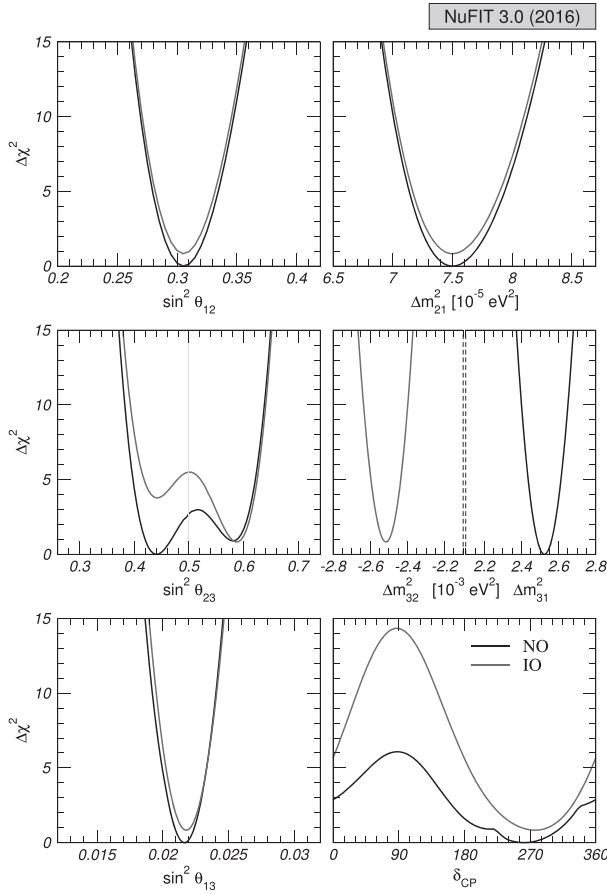 NuFIT 3.0 (2016)
15
10
5
0
Δχ²
0.2 0.25 0.3 0.35 0.4
sin² θ₁₂
6.5 7 7.5 8 8.5
Δm²₂₁ [10⁻⁵ eV²]
15
10
5
0
Δχ²
0.3 0.4 0.5 0.6 0.7
sin² θ₂₃
-2.8 -2.6 -2.4 -2.2 2.2 2.4 2.6 2.8
Δm²₃₂ [10⁻³ eV²] Δm²₃₁
15
10
5
0
Δχ²
0.015 0.02 0.025 0.03
sin² θ₁₃
NO
IO
0 90 180 270 360
δ_CP